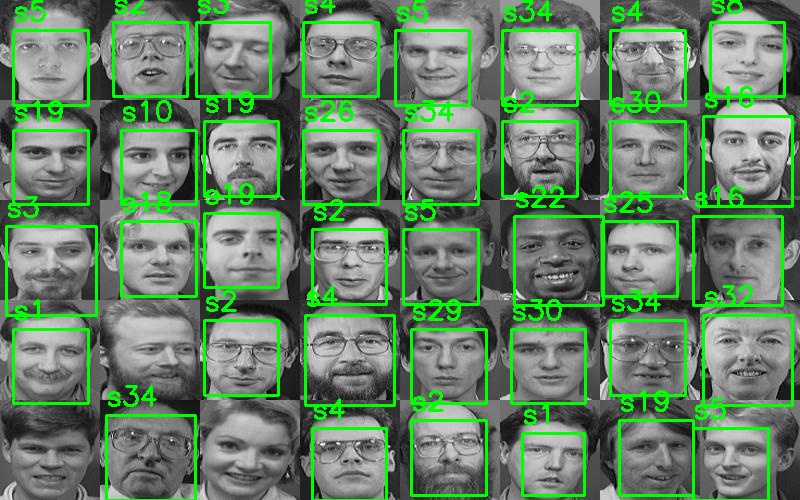 s5 s2 s3 s4 s5 s34 s4 s8
s19 s10 s19 s26 s34 s2 s30 s16
s3 s18 s19 s2 s5 s22 s25 s16
s1 s2 s4 s29 s30 s34 s32
s34 s4 s2 s1 s19 s5